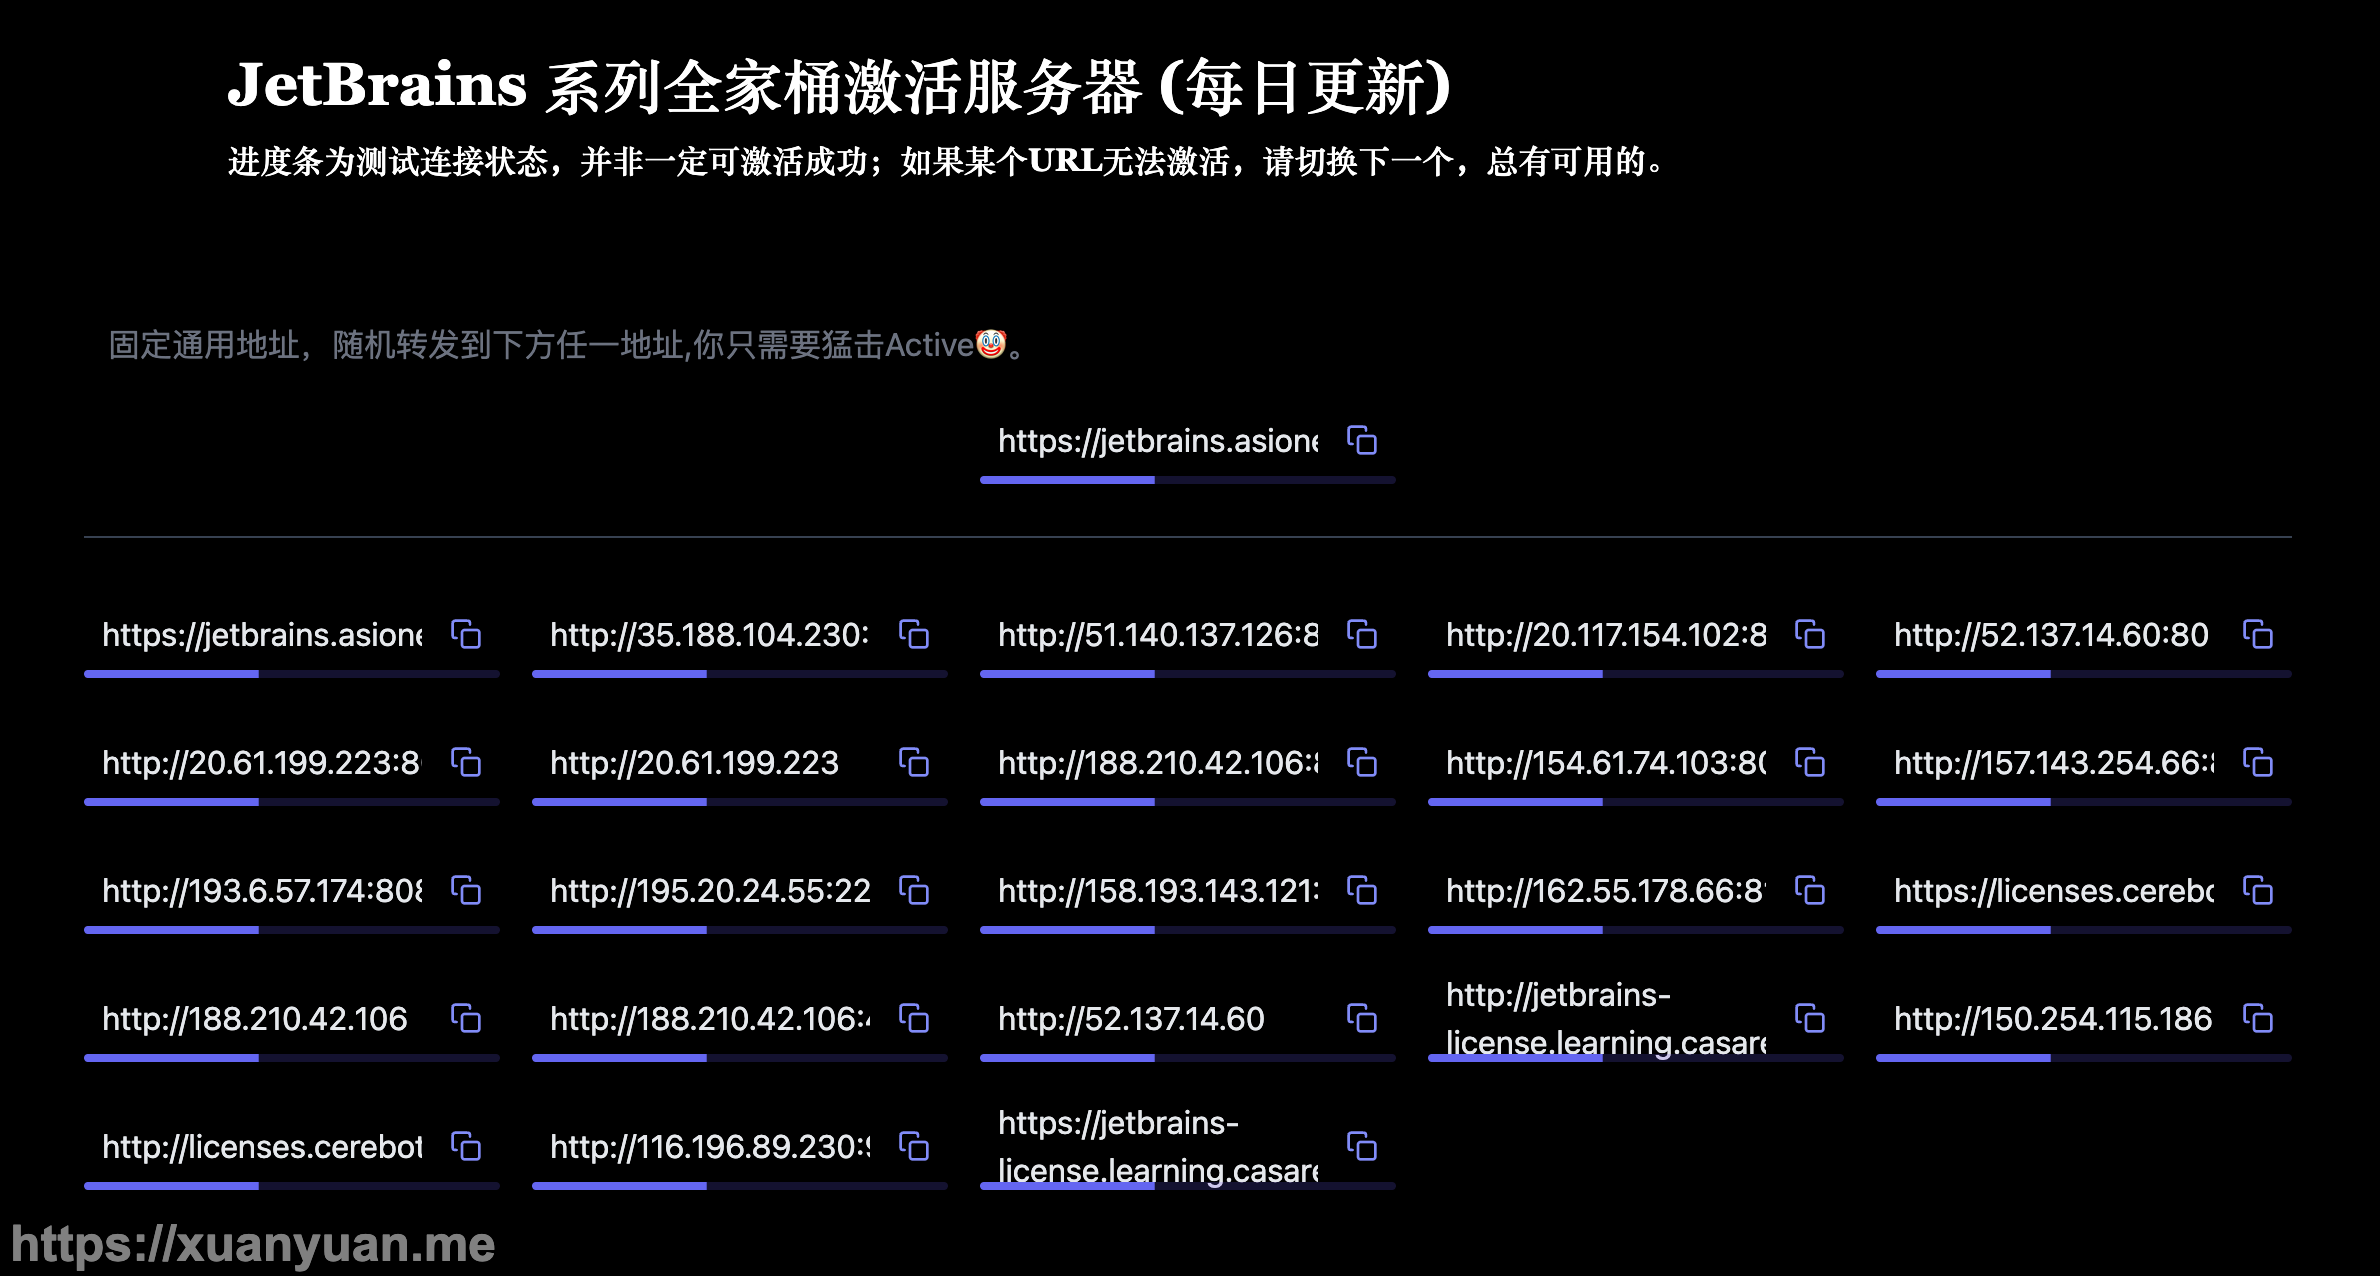 JetBrains 系列全家桶激活服务器 (每日更新)
进度条为测试连接状态，并非一定可激活成功；如果某个URL无法激活，请切换下一个，总有可用的。
固定通用地址，随机转发到下方任一地址,你只需要猛击Active🤡。
https://jetbrains.asione
https://jetbrains.asione
http://35.188.104.230:
http://51.140.137.126:8
http://20.117.154.102:8
http://52.137.14.60:80
http://20.61.199.223:8
http://20.61.199.223
http://188.210.42.106:8
http://154.61.74.103:80
http://157.143.254.66:8
http://193.6.57.174:808
http://195.20.24.55:22
http://158.193.143.121:
http://162.55.178.66:8
https://licenses.cerebo
http://188.210.42.106
http://188.210.42.106:4
http://52.137.14.60
http://jetbrains-
license.learning.casare
http://150.254.115.186
http://licenses.cerebot
http://116.196.89.230:9
https://jetbrains-
license.learning.casare
https://xuanyuan.me